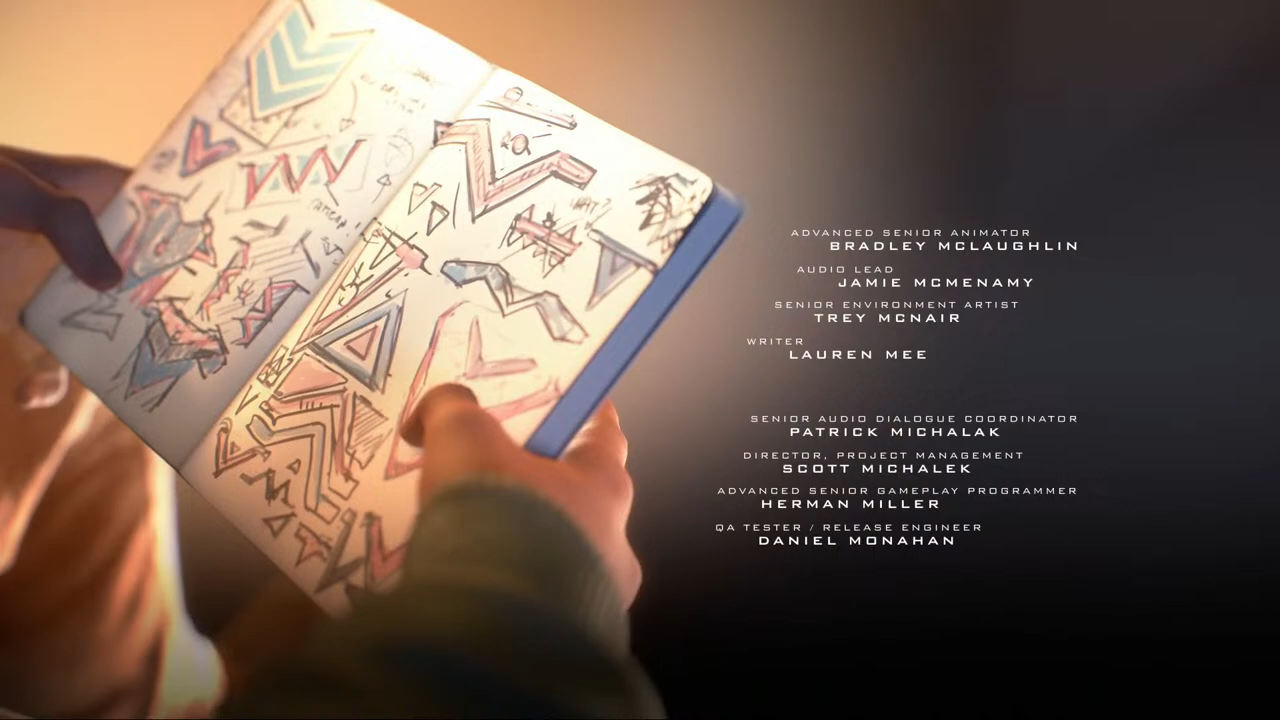 ADVANCED SENIOR ANIMATOR
BRADLEY MCLAUGHLIN
AUDIO LEAD
JAMIE MCMENAMY
SENIOR ENVIRONMENT ARTIST
TREY MCNAIR
WRITER
LAUREN MEE
SENIOR AUDIO DIALOGUE COORDINATOR
PATRICK MICHALAK
DIRECTOR, PROJECT MANAGEMENT
SCOTT MICHALEK
ADVANCED SENIOR GAMEPLAY PROGRAMMER
HERMAN MILLER
QA TESTER / RELEASE ENGINEER
DANIEL MONAHAN